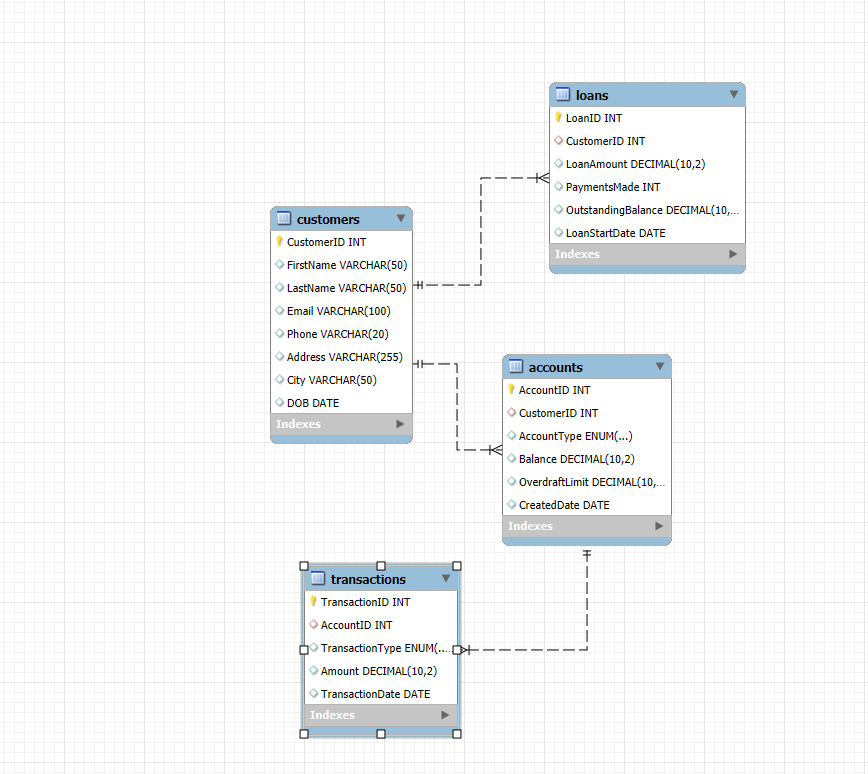 loans
LoanID INT
CustomerID INT
LoanAmount DECIMAL(10,2)
PaymentsMade INT
OutstandingBalance DECIMAL(10,...
LoanStartDate DATE
Indexes
customers
CustomerID INT
FirstName VARCHAR(50)
LastName VARCHAR(50)
Email VARCHAR(100)
Phone VARCHAR(20)
Address VARCHAR(255)
City VARCHAR(50)
DOB DATE
Indexes
accounts
AccountID INT
CustomerID INT
AccountType ENUM(...)
Balance DECIMAL(10,2)
OverdraftLimit DECIMAL(10,...
CreatedDate DATE
Indexes
transactions
TransactionID INT
AccountID INT
TransactionType ENUM(...
Amount DECIMAL(10,2)
TransactionDate DATE
Indexes